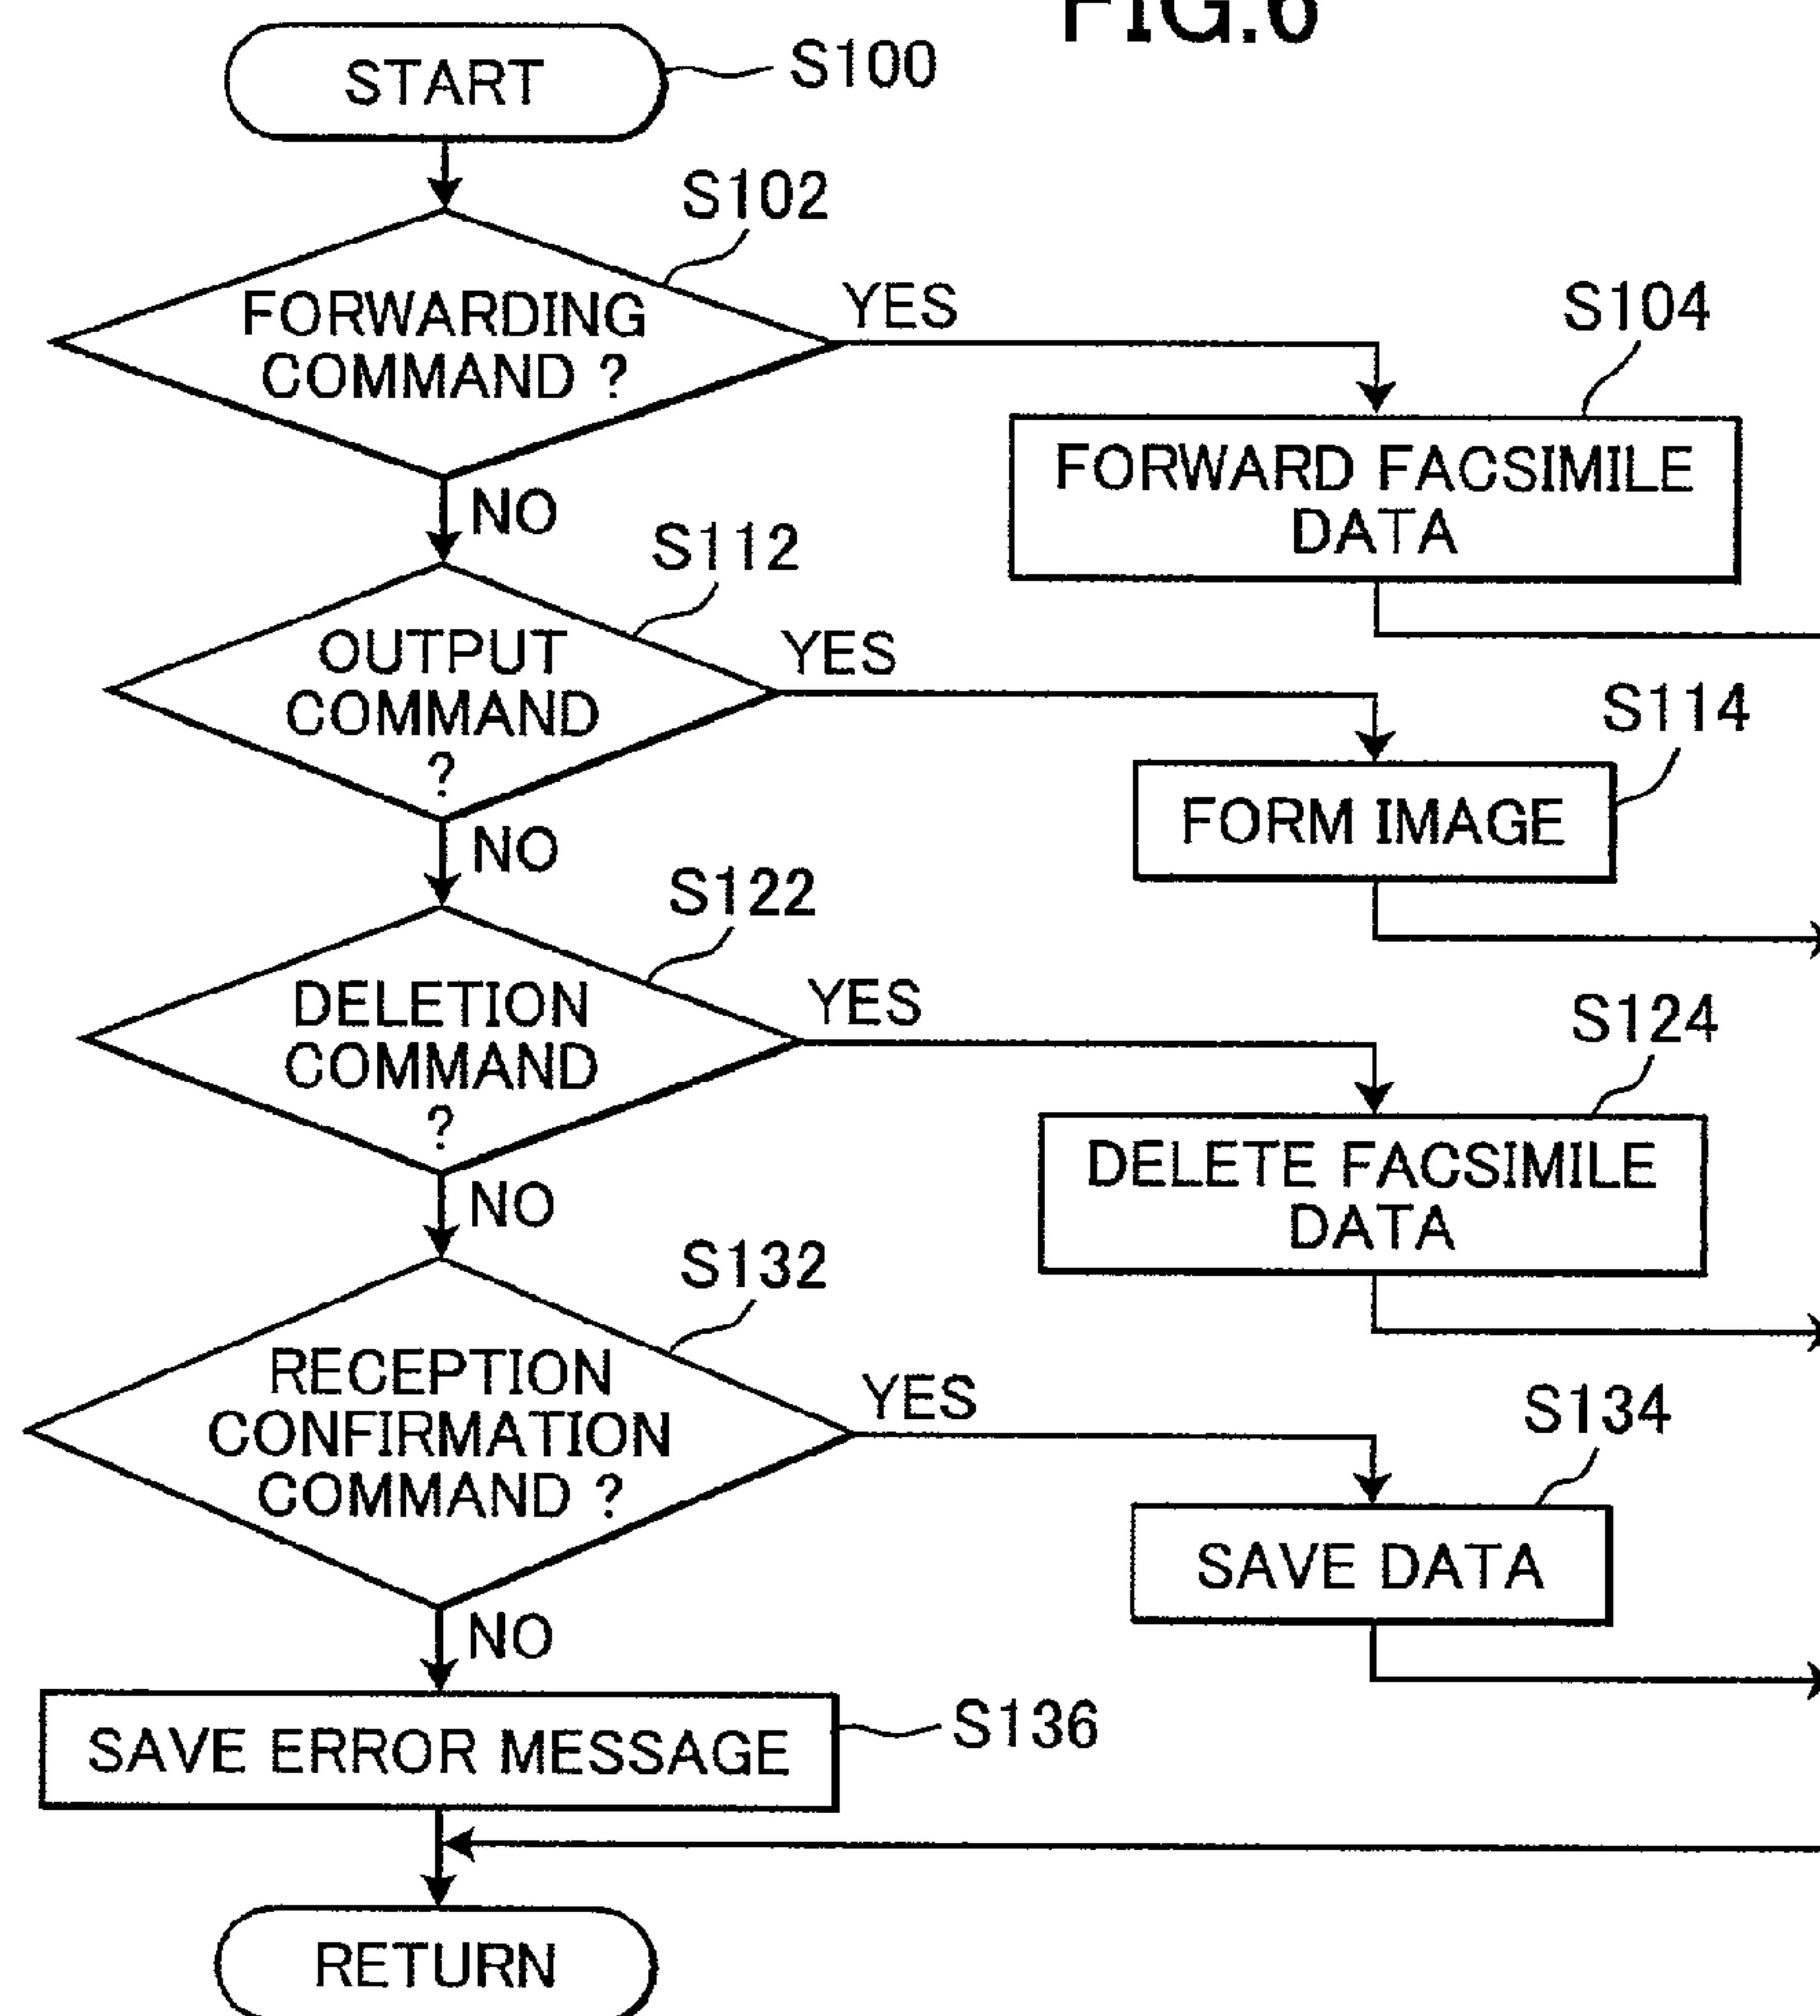 FIG.6
START
S100
S102
FORWARDING
COMMAND ?
YES
S104
FORWARD FACSIMILE
DATA
NO
S112
OUTPUT
COMMAND
?
YES
S114
FORM IMAGE
NO
S122
DELETION
COMMAND
?
YES
S124
DELETE FACSIMILE
DATA
NO
S132
RECEPTION
CONFIRMATION
COMMAND ?
YES
S134
SAVE DATA
NO
SAVE ERROR MESSAGE
S136
RETURN